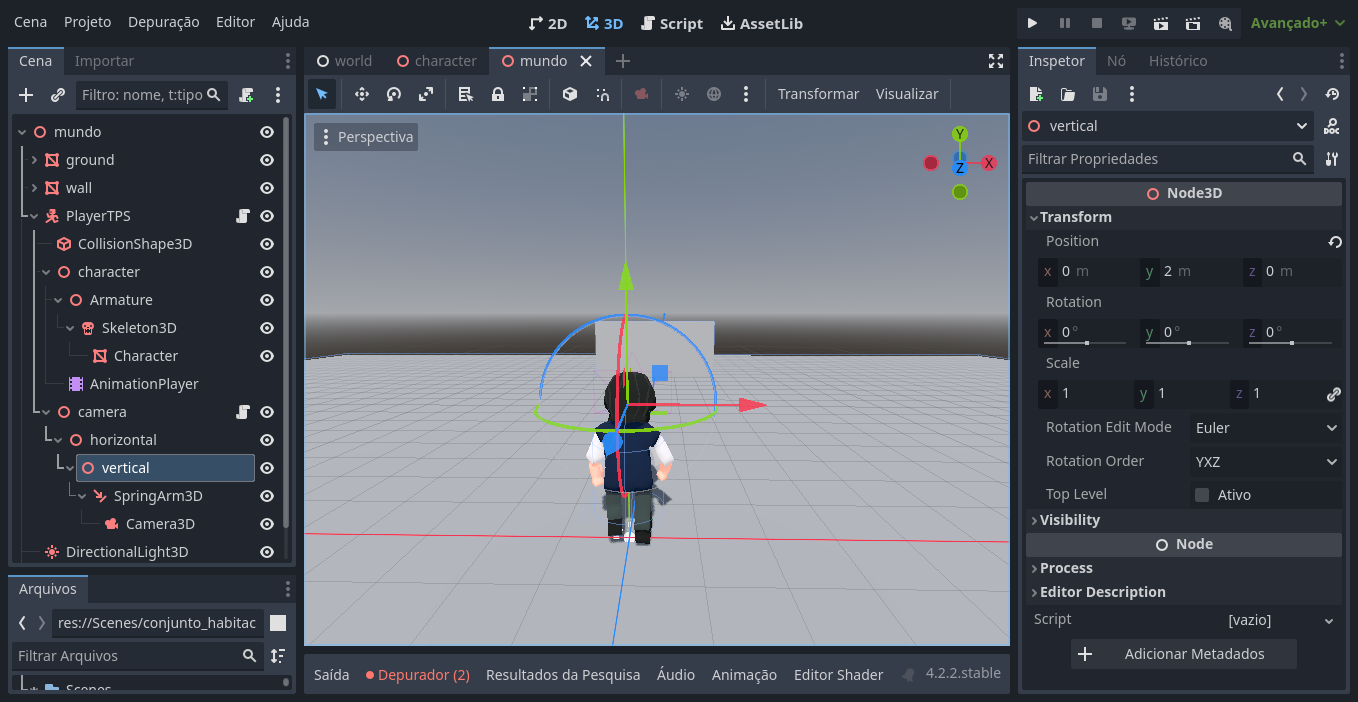 Cena Projeto Depuração Editor Ajuda
2D 3D Script AssetLib
Avançado+
Cena Importar
Filtro: nome, t:tipo
mundo
ground
wall
PlayerTPS
CollisionShape3D
character
Armature
Skeleton3D
Character
AnimationPlayer
camera
horizontal
vertical
SpringArm3D
Camera3D
DirectionalLight3D
Arquivos
res://Scenes/conjunto_habitac
Filtrar Arquivos
Scenes
world character mundo
Transformar Visualizar
Perspectiva
Y
X
Z
Saída Depurador (2) Resultados da Pesquisa Áudio Animação Editor Shader 4.2.2.stable
Inspetor Nó Histórico
vertical
DOC
Filtrar Propriedades
Node3D
Transform
Position
x 0 m y 2 m z 0 m
Rotation
x 0 ° y 0 ° z 0 °
Scale
x 1 y 1 z 1
Rotation Edit Mode Euler
Rotation Order YXZ
Top Level Ativo
Visibility
Node
Process
Editor Description
Script [vazio]
Adicionar Metadados